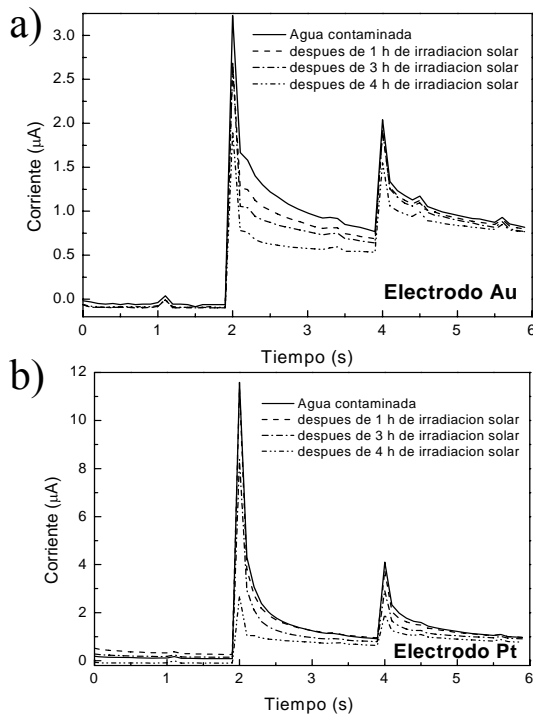 a)
Agua contaminada
despues de 1 h de irradiacion solar
despues de 3 h de irradiacion solar
despues de 4 h de irradiacion solar
3.0
2.5
2.0
1.5
1.0
0.5
0.0
Corriente (μA)
Electrodo Au
0 1 2 3 4 5 6
Tiempo (s)
b)
Agua contaminada
despues de 1 h de irradiacion solar
despues de 3 h de irradiacion solar
despues de 4 h de irradiacion solar
12
10
8
6
4
2
0
Corriente (μA)
Electrodo Pt
0 1 2 3 4 5 6
Tiempo (s)